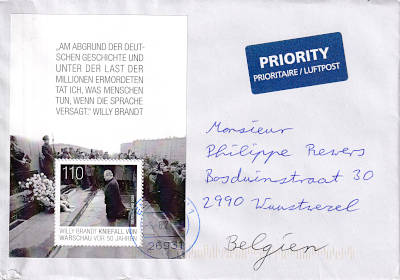 „AM ABGRUND DER DEUT-
SCHEN GESCHICHTE UND
UNTER DER LAST DER
MILLIONEN ERMORDETEN
TAT ICH, WAS MENSCHEN
TUN, WENN DIE SPRACHE
VERSAGT.“ WILLY BRANDT
110
WILLY BRANDT KNIEFALL VON
WARSCHAU VOR 50 JAHREN
26931
PRIORITY
PRIORITAIRE / LUFTPOST
Monsieur
Philippe
Bosduinstraat 30
2990 Wuustwezel
Belgien